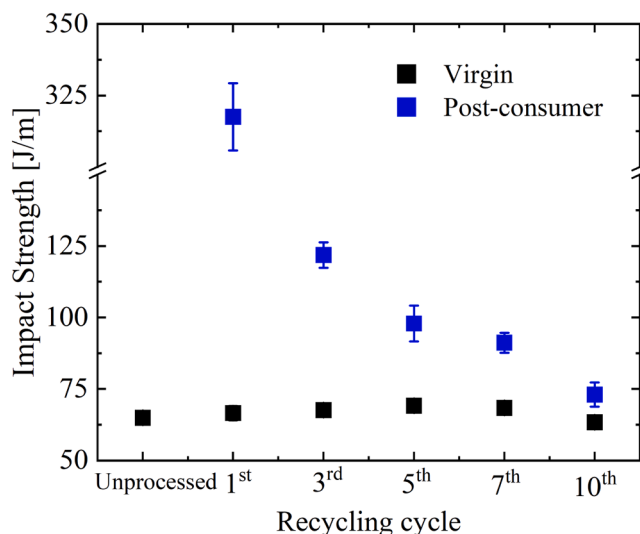 350
325
125
100
75
50
Impact Strength [J/m]
Virgin
Post-consumer
Unprocessed 1st 3rd 5th 7th 10th
Recycling cycle